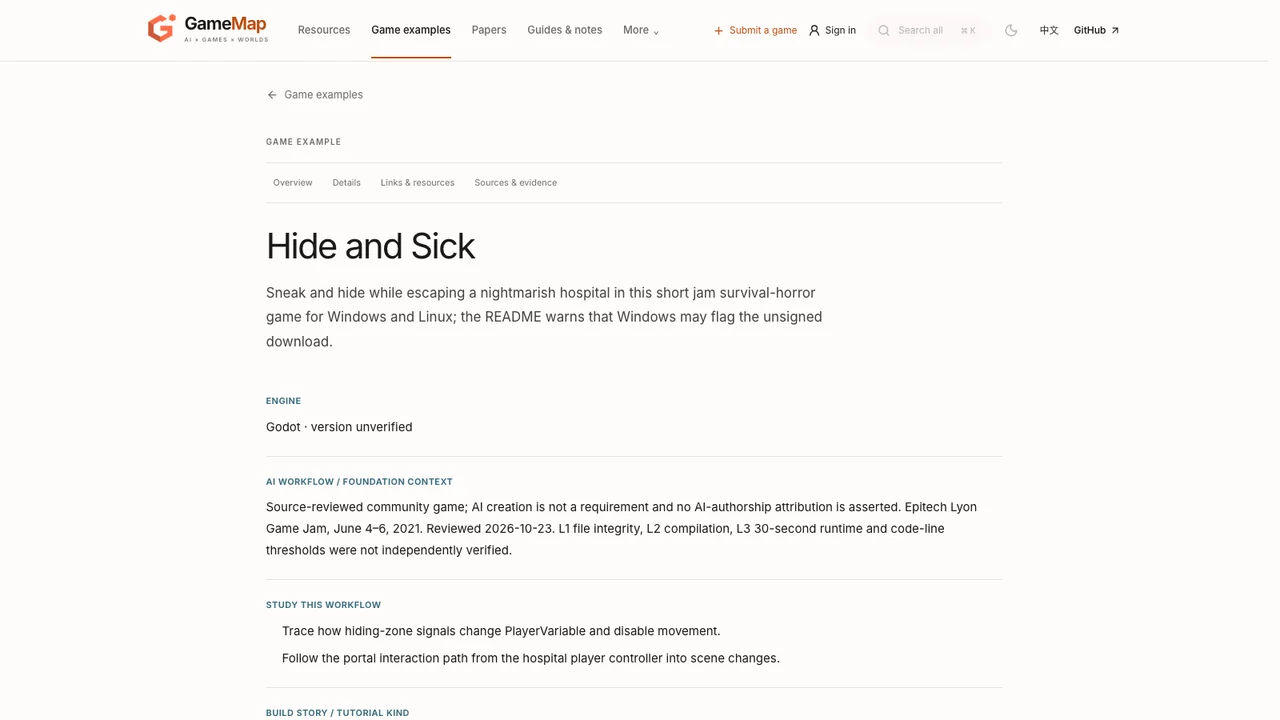 GameMap
AI × GAMES × WORLDS
Resources
Game examples
Papers
Guides & notes
More
+ Submit a game
Sign in
Search all
⌘ K
中文
GitHub ↗
← Game examples
GAME EXAMPLE
Overview
Details
Links & resources
Sources & evidence
Hide and Sick
Sneak and hide while escaping a nightmarish hospital in this short jam survival-horror
game for Windows and Linux; the README warns that Windows may flag the unsigned
download.
ENGINE
Godot · version unverified
AI WORKFLOW / FOUNDATION CONTEXT
Source-reviewed community game; AI creation is not a requirement and no AI-authorship attribution is asserted. Epitech Lyon
Game Jam, June 4–6, 2021. Reviewed 2026-10-23. L1 file integrity, L2 compilation, L3 30-second runtime and code-line
thresholds were not independently verified.
STUDY THIS WORKFLOW
Trace how hiding-zone signals change PlayerVariable and disable movement.
Follow the portal interaction path from the hospital player controller into scene changes.
BUILD STORY / TUTORIAL KIND